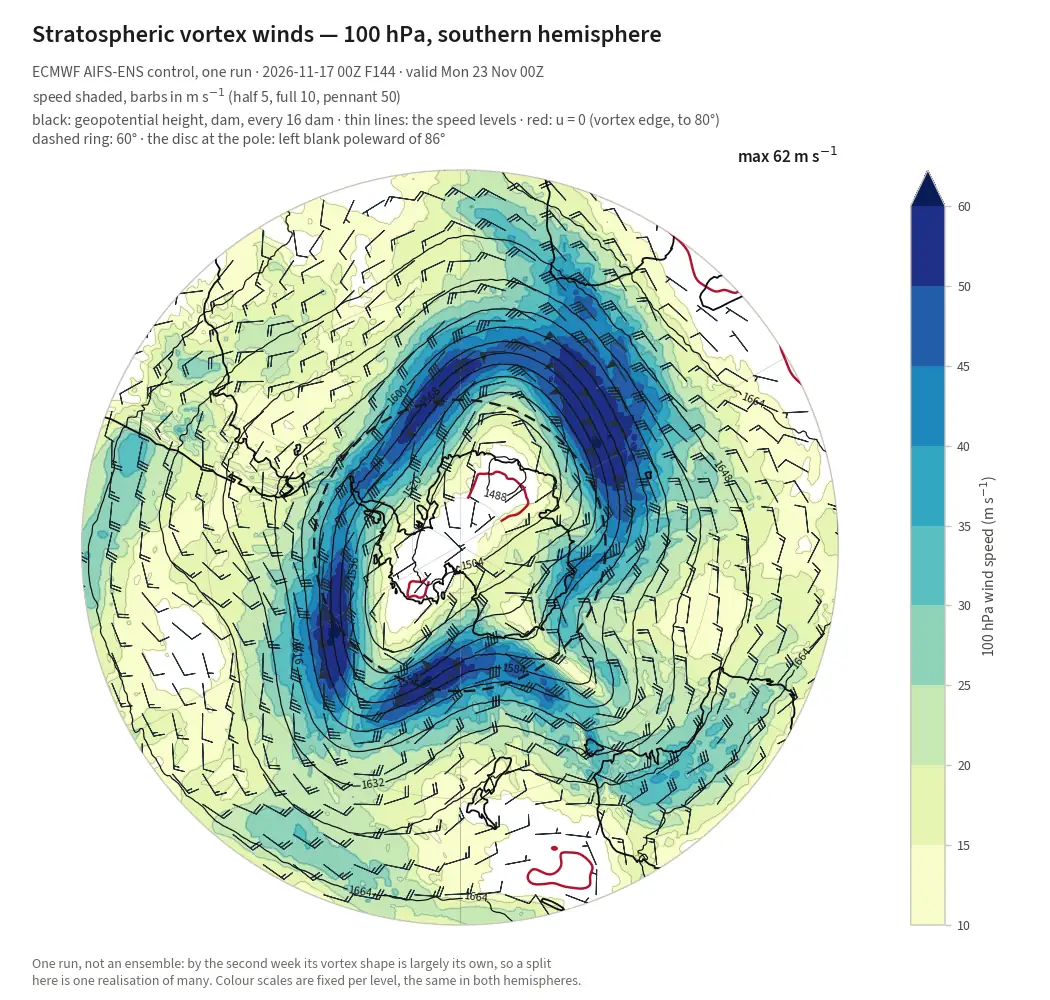 Stratospheric vortex winds — 100 hPa, southern hemisphere
ECMWF AIFS-ENS control, one run · 2026-11-17 00Z F144 · valid Mon 23 Nov 00Z
speed shaded, barbs in m s⁻¹ (half 5, full 10, pennant 50)
black: geopotential height, dam, every 16 dam · thin lines: the speed levels · red: u = 0 (vortex edge, to 80°)
dashed ring: 60° · the disc at the pole: left blank poleward of 86°
max 62 m s⁻¹
60
50
45
40
35
30
25
20
15
10
100 hPa wind speed (m s⁻¹)
1600
1664
1648
1488
1504
1536
1616
1584
1664
1632
1664
1664
One run, not an ensemble: by the second week its vortex shape is largely its own, so a split
here is one realisation of many. Colour scales are fixed per level, the same in both hemispheres.